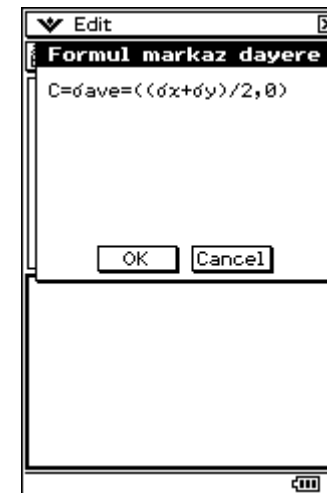 Edit
Formul markaz dayere
C=σave=((σx+σy)/2,0)
OK Cancel